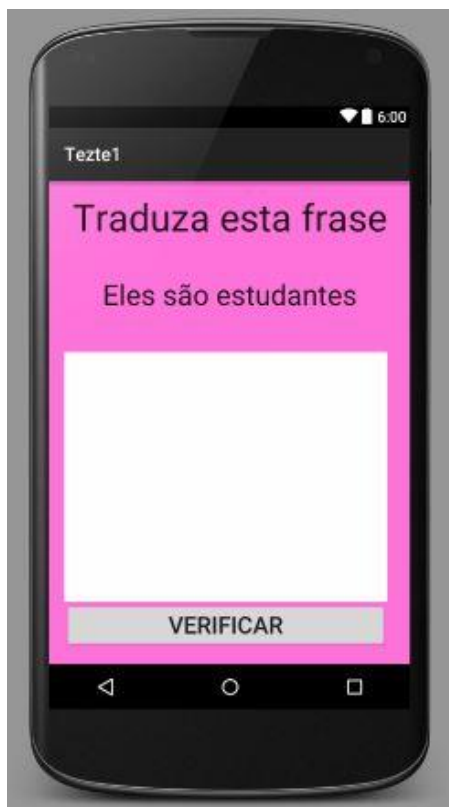 6:00
Tezte1
Traduza esta frase
Eles são estudantes
VERIFICAR